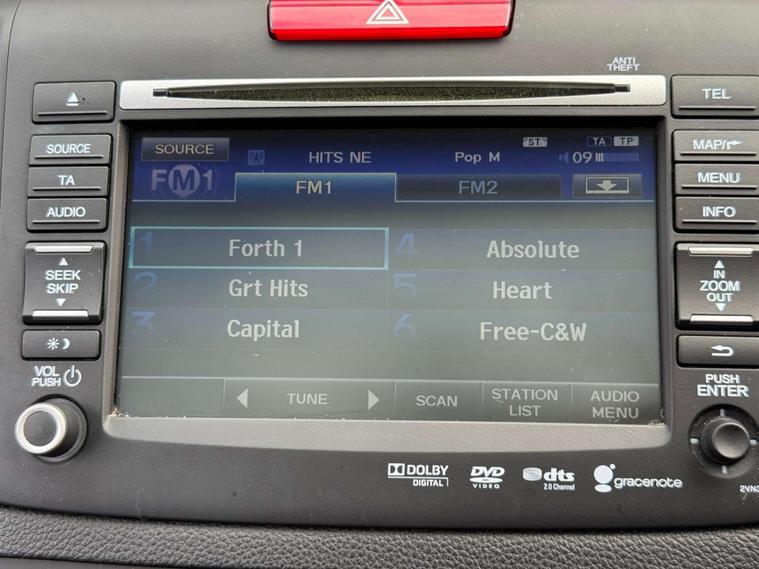 ANTI
THEFT
TEL
SOURCE
ST
TA TP
SOURCE
HITS NE
Pop M
09
MAP/
FM1
FM1
FM2
TA
MENU
AUDIO
INFO
1 Forth 1
4 Absolute
SEEK
SKIP
2 Grt Hits
5 Heart
IN
ZOOM
OUT
3 Capital
6 Free-C&W
VOL
PUSH
PUSH
ENTER
TUNE
SCAN
STATION
LIST
AUDIO
MENU
DOLBY
DIGITAL
DVD
VIDEO
dts
2.0 Channel
gracenote